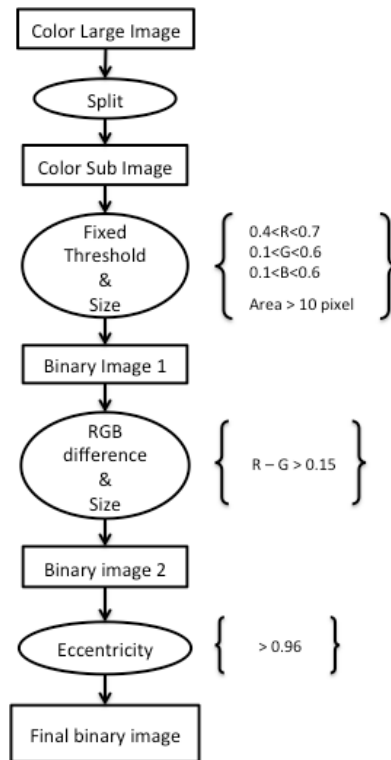 Color Large Image
Split
Color Sub Image
Fixed
Threshold
&
Size
0.4<R<0.7
0.1<G<0.6
0.1<B<0.6
Area > 10 pixel
Binary Image 1
RGB
difference
&
Size
R – G > 0.15
Binary image 2
Eccentricity
> 0.96
Final binary image